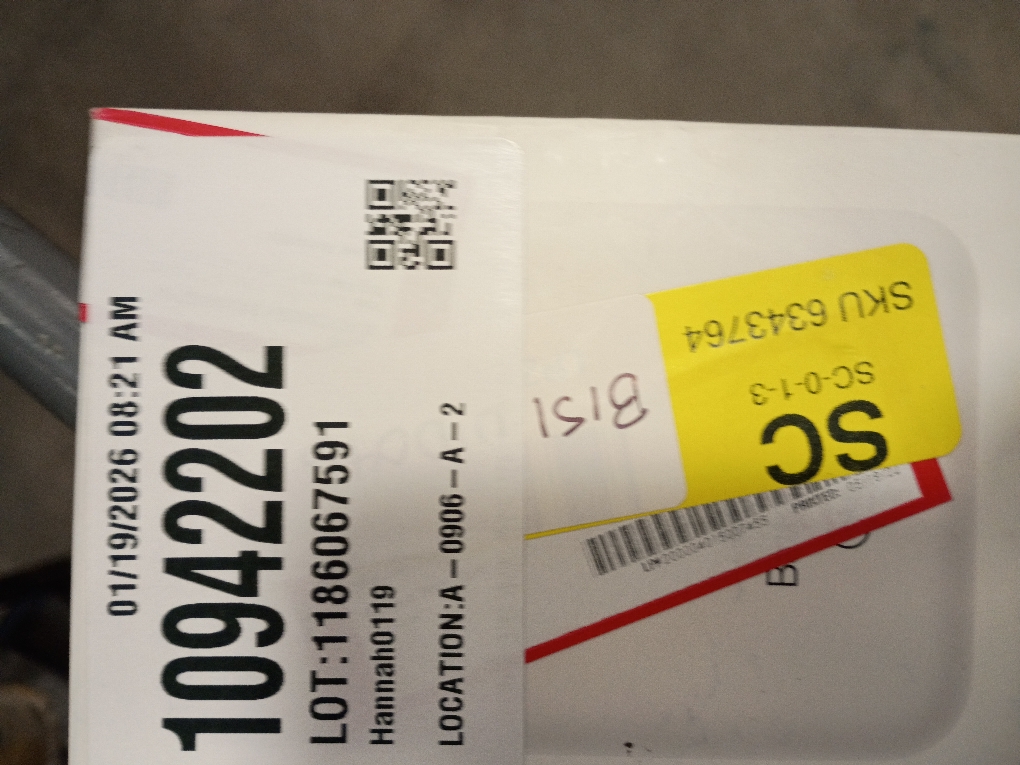 01/19/2026 08:21 AM
10942202
LOT:1186067591
Hannah0119
LOCATION:A-0906-A-2
SC
SC-0-1-3
SKU 6343764
B151
PRINTED:
B